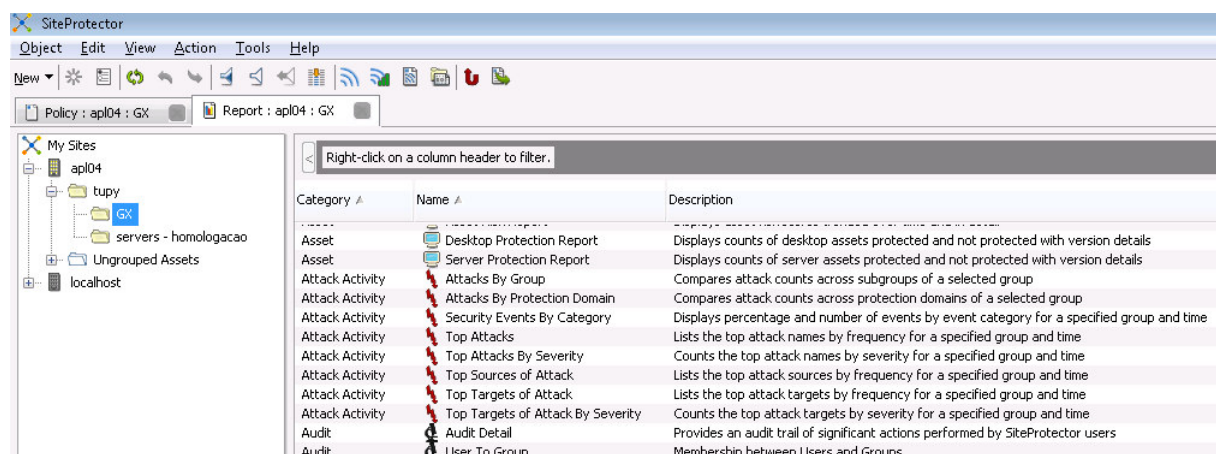 SiteProtector
Object Edit View Action Tools Help
New
Policy : apl04 : GX Report : apl04 : GX
My Sites
apl04
tupy
GX
servers - homologacao
Ungrouped Assets
localhost
< Right-click on a column header to filter.
Category Name Description
Asset Desktop Protection Report Displays counts of desktop assets protected and not protected with version details
Asset Server Protection Report Displays counts of server assets protected and not protected with version details
Attack Activity Attacks By Group Compares attack counts across subgroups of a selected group
Attack Activity Attacks By Protection Domain Compares attack counts across protection domains of a selected group
Attack Activity Security Events By Category Displays percentage and number of events by event category for a specified group and time
Attack Activity Top Attacks Lists the top attack names by frequency for a specified group and time
Attack Activity Top Attacks By Severity Counts the top attack names by severity for a specified group and time
Attack Activity Top Sources of Attack Lists the top attack sources by frequency for a specified group and time
Attack Activity Top Targets of Attack Lists the top attack targets by frequency for a specified group and time
Attack Activity Top Targets of Attack By Severity Counts the top attack targets by severity for a specified group and time
Audit Audit Detail Provides an audit trail of significant actions performed by SiteProtector users
Audit User To Group Membership between Users and Groups